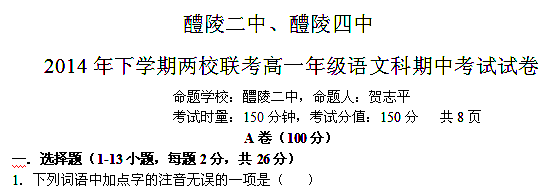 醴陵二中、醴陵四中
2014年下学期两校联考高一年级语文科期中考试试卷
命题学校：醴陵二中，命题人：贺志平
考试时量：150分钟，考试分值：150分 共8页
A卷（100分）
一．选择题（1-13小题，每题2分，共26分）
1．下列词语中加点字的注音无误的一项是（ ）